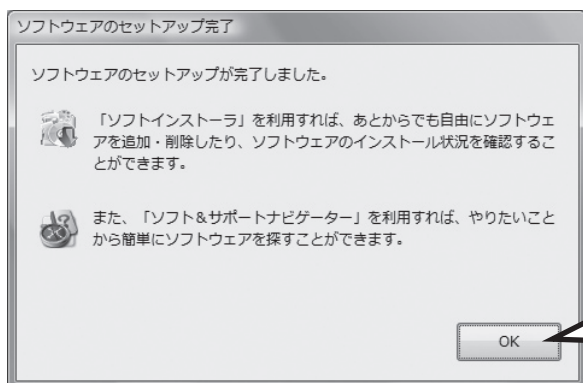 ソフトウェアのセットアップ完了
ソフトウェアのセットアップが完了しました。
「ソフトインストーラ」を利用すれば、あとからでも自由にソフトウェ
アを追加・削除したり、ソフトウェアのインストール状況を確認するこ
とができます。
また、「ソフト＆サポートナビゲーター」を利用すれば、やりたいこと
から簡単にソフトウェアを探すことができます。
OK